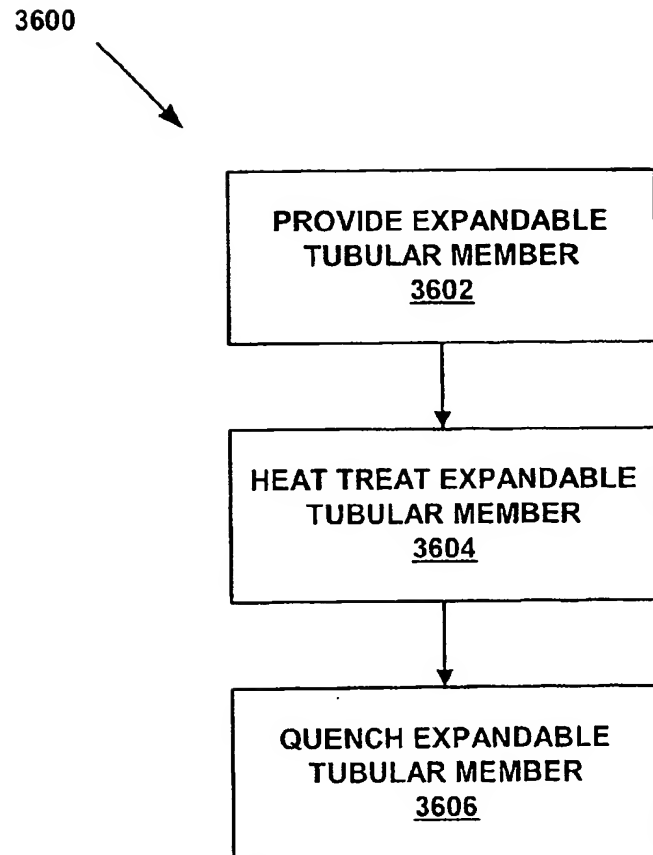 3600
PROVIDE EXPANDABLE
TUBULAR MEMBER
3602
HEAT TREAT EXPANDABLE
TUBULAR MEMBER
3604
QUENCH EXPANDABLE
TUBULAR MEMBER
3606